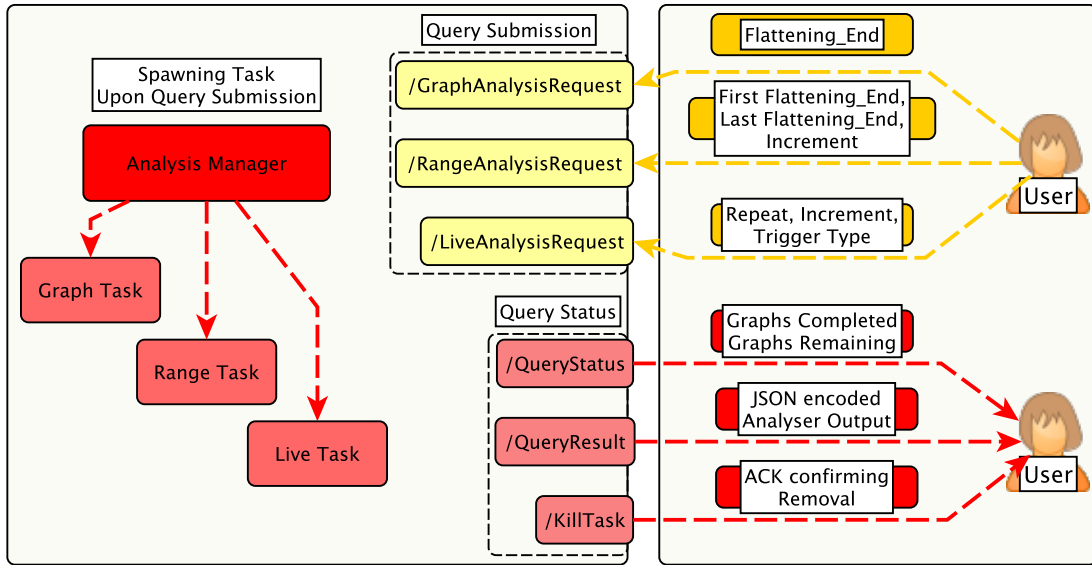 Spawning Task
Upon Query Submission
Analysis Manager
Graph Task
Range Task
Live Task
Query Submission
/GraphAnalysisRequest
/RangeAnalysisRequest
/LiveAnalysisRequest
Query Status
/QueryStatus
/QueryResult
/KillTask
Flattening_End
First Flattening_End,
Last Flattening_End,
Increment
Repeat, Increment,
Trigger Type
User
Graphs Completed
Graphs Remaining
JSON encoded
Analyser Output
ACK confirming
Removal
User